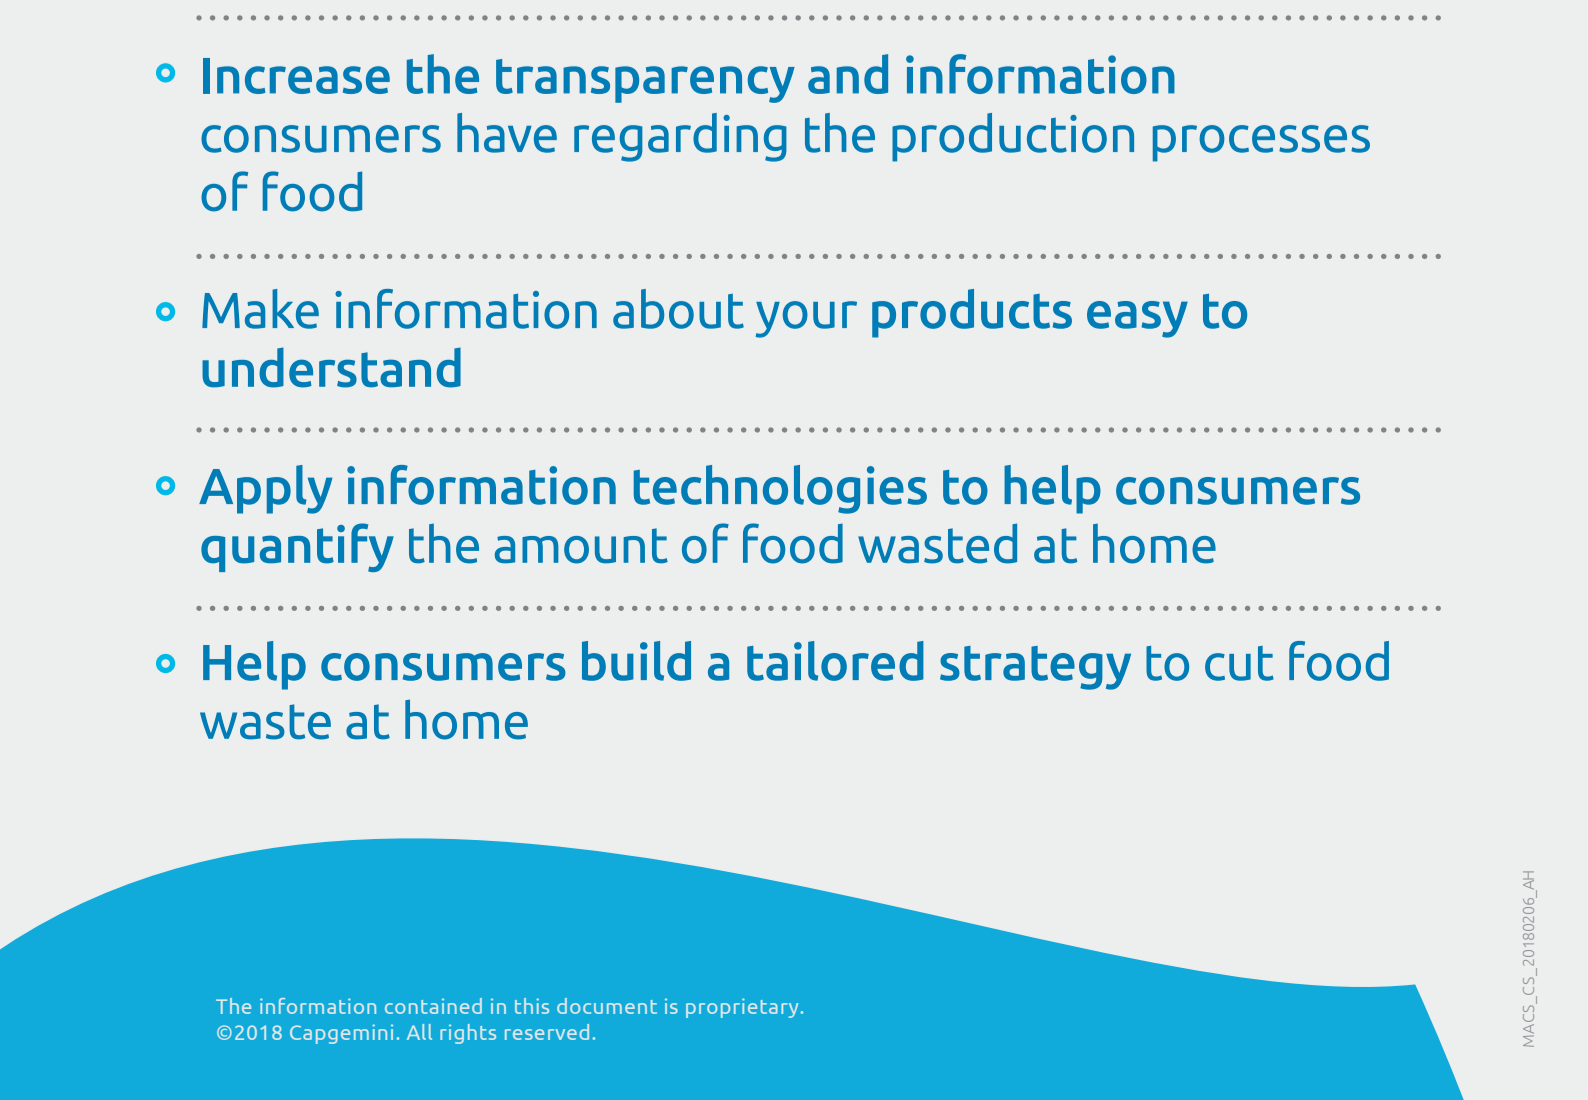 Increase the transparency and information
consumers have regarding the production processes
of food
Make information about your products easy to
understand
Apply information technologies to help consumers
quantify the amount of food wasted at home
Help consumers build a tailored strategy to cut food
waste at home
The information contained in this document is proprietary.
©2018 Capgemini. All rights reserved.
MACS_CS_20180206_AH